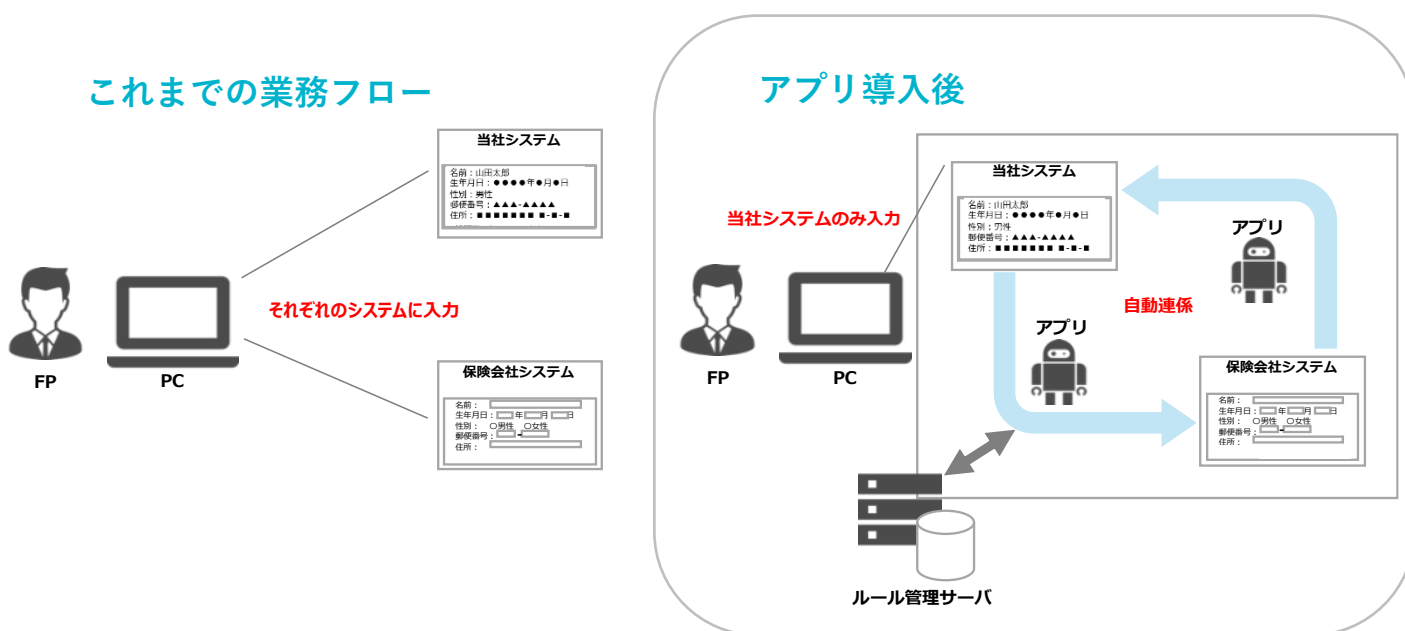 これまでの業務フロー
当社システム
名前：山田太郎
生年月日：●●●●年●月●日
性別：男性
郵便番号：▲▲▲-▲▲▲▲
住所：■■■■■■■ ■-■-■
それぞれのシステムに入力
FP
PC
保険会社システム
名前：
生年月日： 年 月 日
性別： ○男性 ○女性
郵便番号： -
住所：
アプリ導入後
当社システムのみ入力
当社システム
名前：山田太郎
生年月日：●●●●年●月●日
性別：男性
郵便番号：▲▲▲-▲▲▲▲
住所：■■■■■■■ ■-■-■
アプリ
自動連係
アプリ
FP
PC
保険会社システム
名前：
生年月日： 年 月 日
性別： ○男性 ○女性
郵便番号： -
住所：
ルール管理サーバ